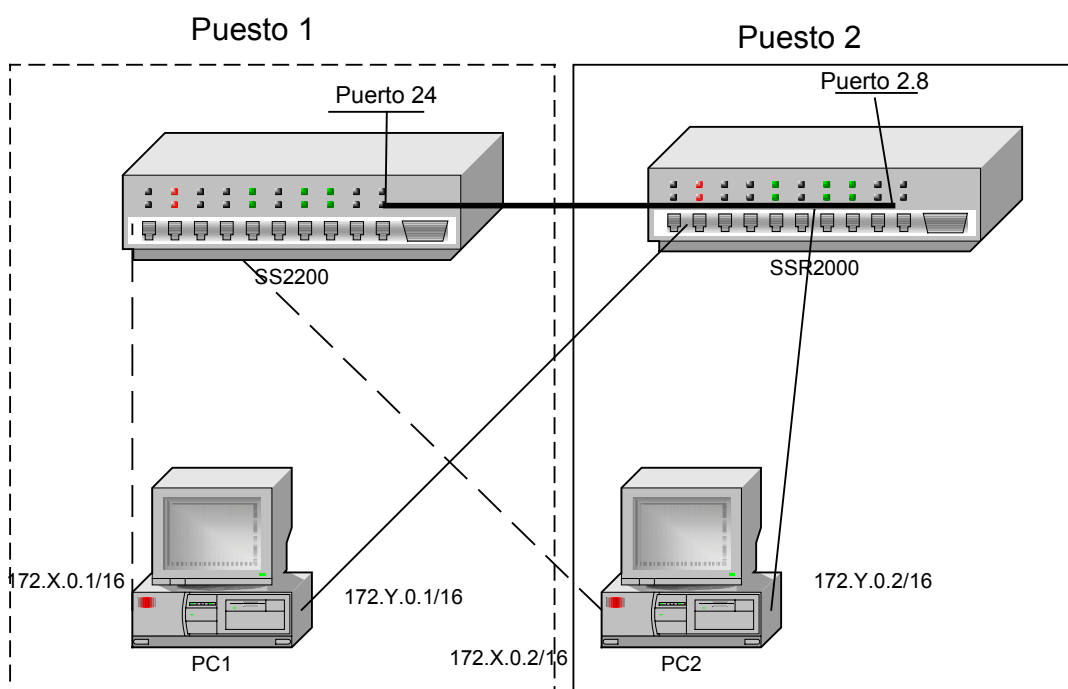 Puesto 1
Puesto 2
Puerto 24
Puerto 2.8
SS2200
SSR2000
172.X.0.1/16
172.Y.0.1/16
172.Y.0.2/16
172.X.0.2/16
PC1
PC2